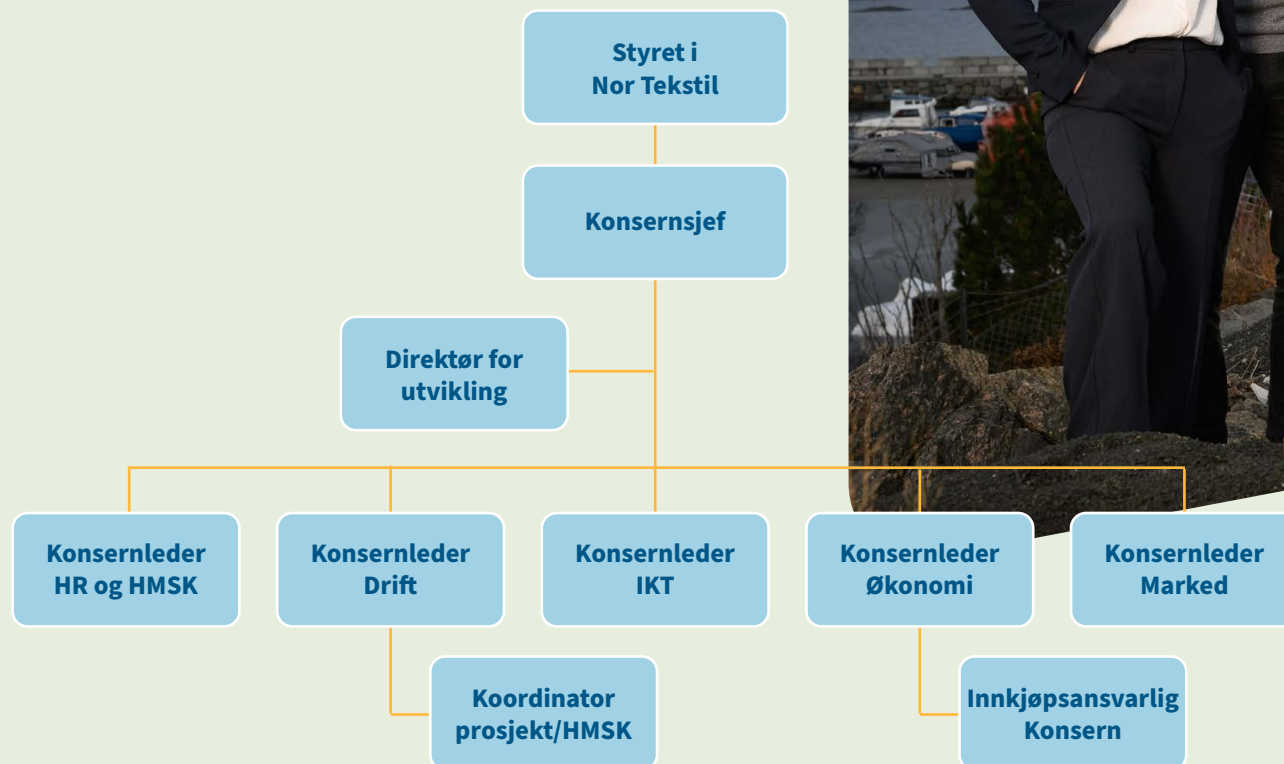 Styret i
Nor Tekstil
Konsernsjef
Direktør for
utvikling
Konsernleder
HR og HMSK
Konsernleder
Drift
Konsernleder
IKT
Konsernleder
Økonomi
Konsernleder
Marked
Koordinator
prosjekt/HMSK
Innkjøpsansvarlig
Konsern